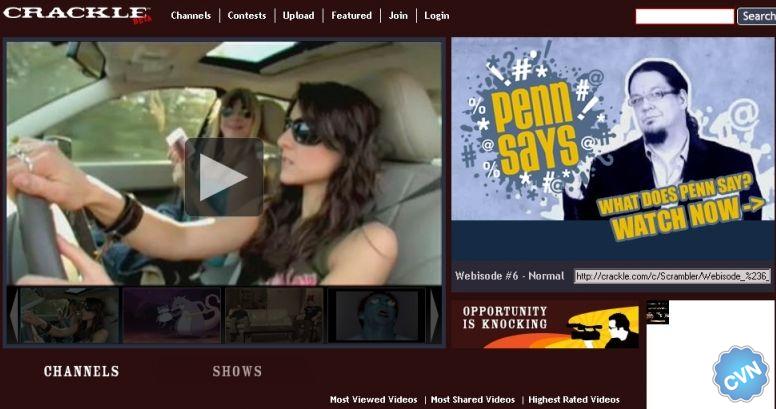 CRACKLE
BETA
Channels | Contests | Upload | Featured | Join | Login
Search
!#*! @
Penn
Says
WHAT DOES PENN SAY?
WATCH NOW ->
Webisode #6 - Normal http://crackle.com/c/Scrambler/Webisode_%236_
OPPORTUNITY
IS KNOCKING
CVN
CHANNELS SHOWS
Most Viewed Videos | Most Shared Videos | Highest Rated Videos